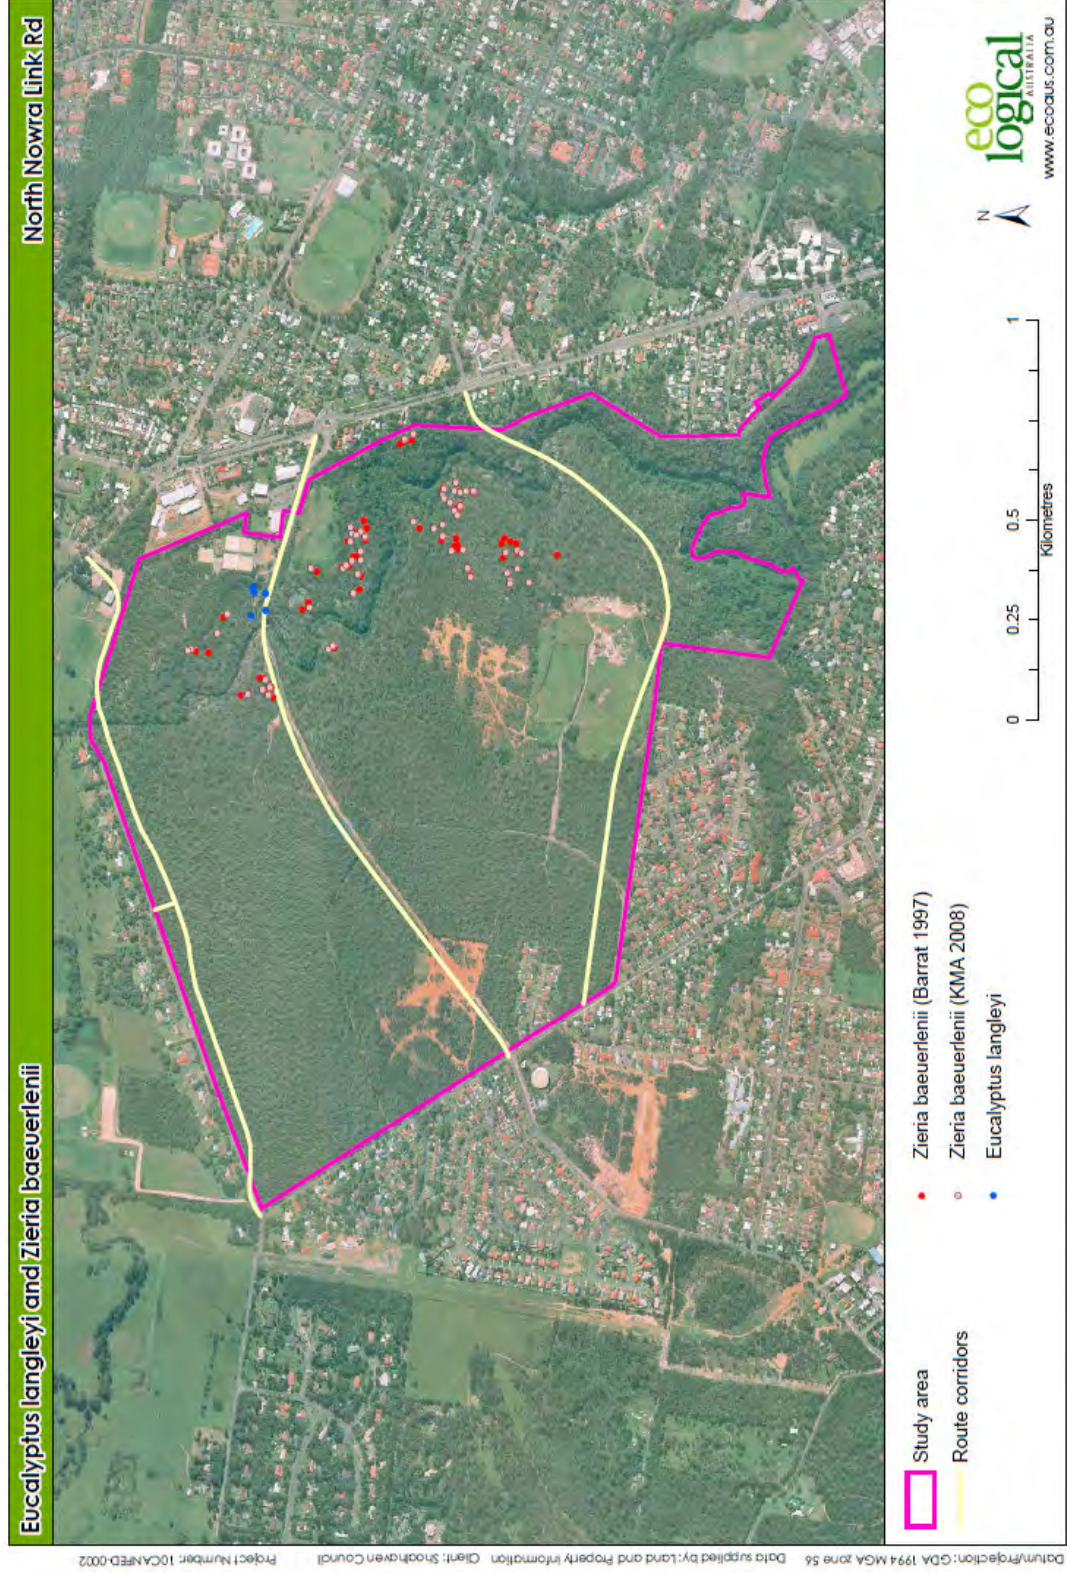 Eucalyptus langleyi and Zieria baeuerlenii
North Nowra Link Rd
Study area
Route corridors
Zieria baeuerlenii (Barrat 1997)
Zieria baeuerlenii (KMA 2008)
Eucalyptus langleyi
0 0.25 0.5 1
Kilometres
N
eco
logical
AUSTRALIA
www.ecoaus.com.au
Datum/Projection: GDA 1994 MGA zone 56
Data supplied by: Land and Property Information
Client: Shoalhaven Council
Project Number: 10CANFED-0002